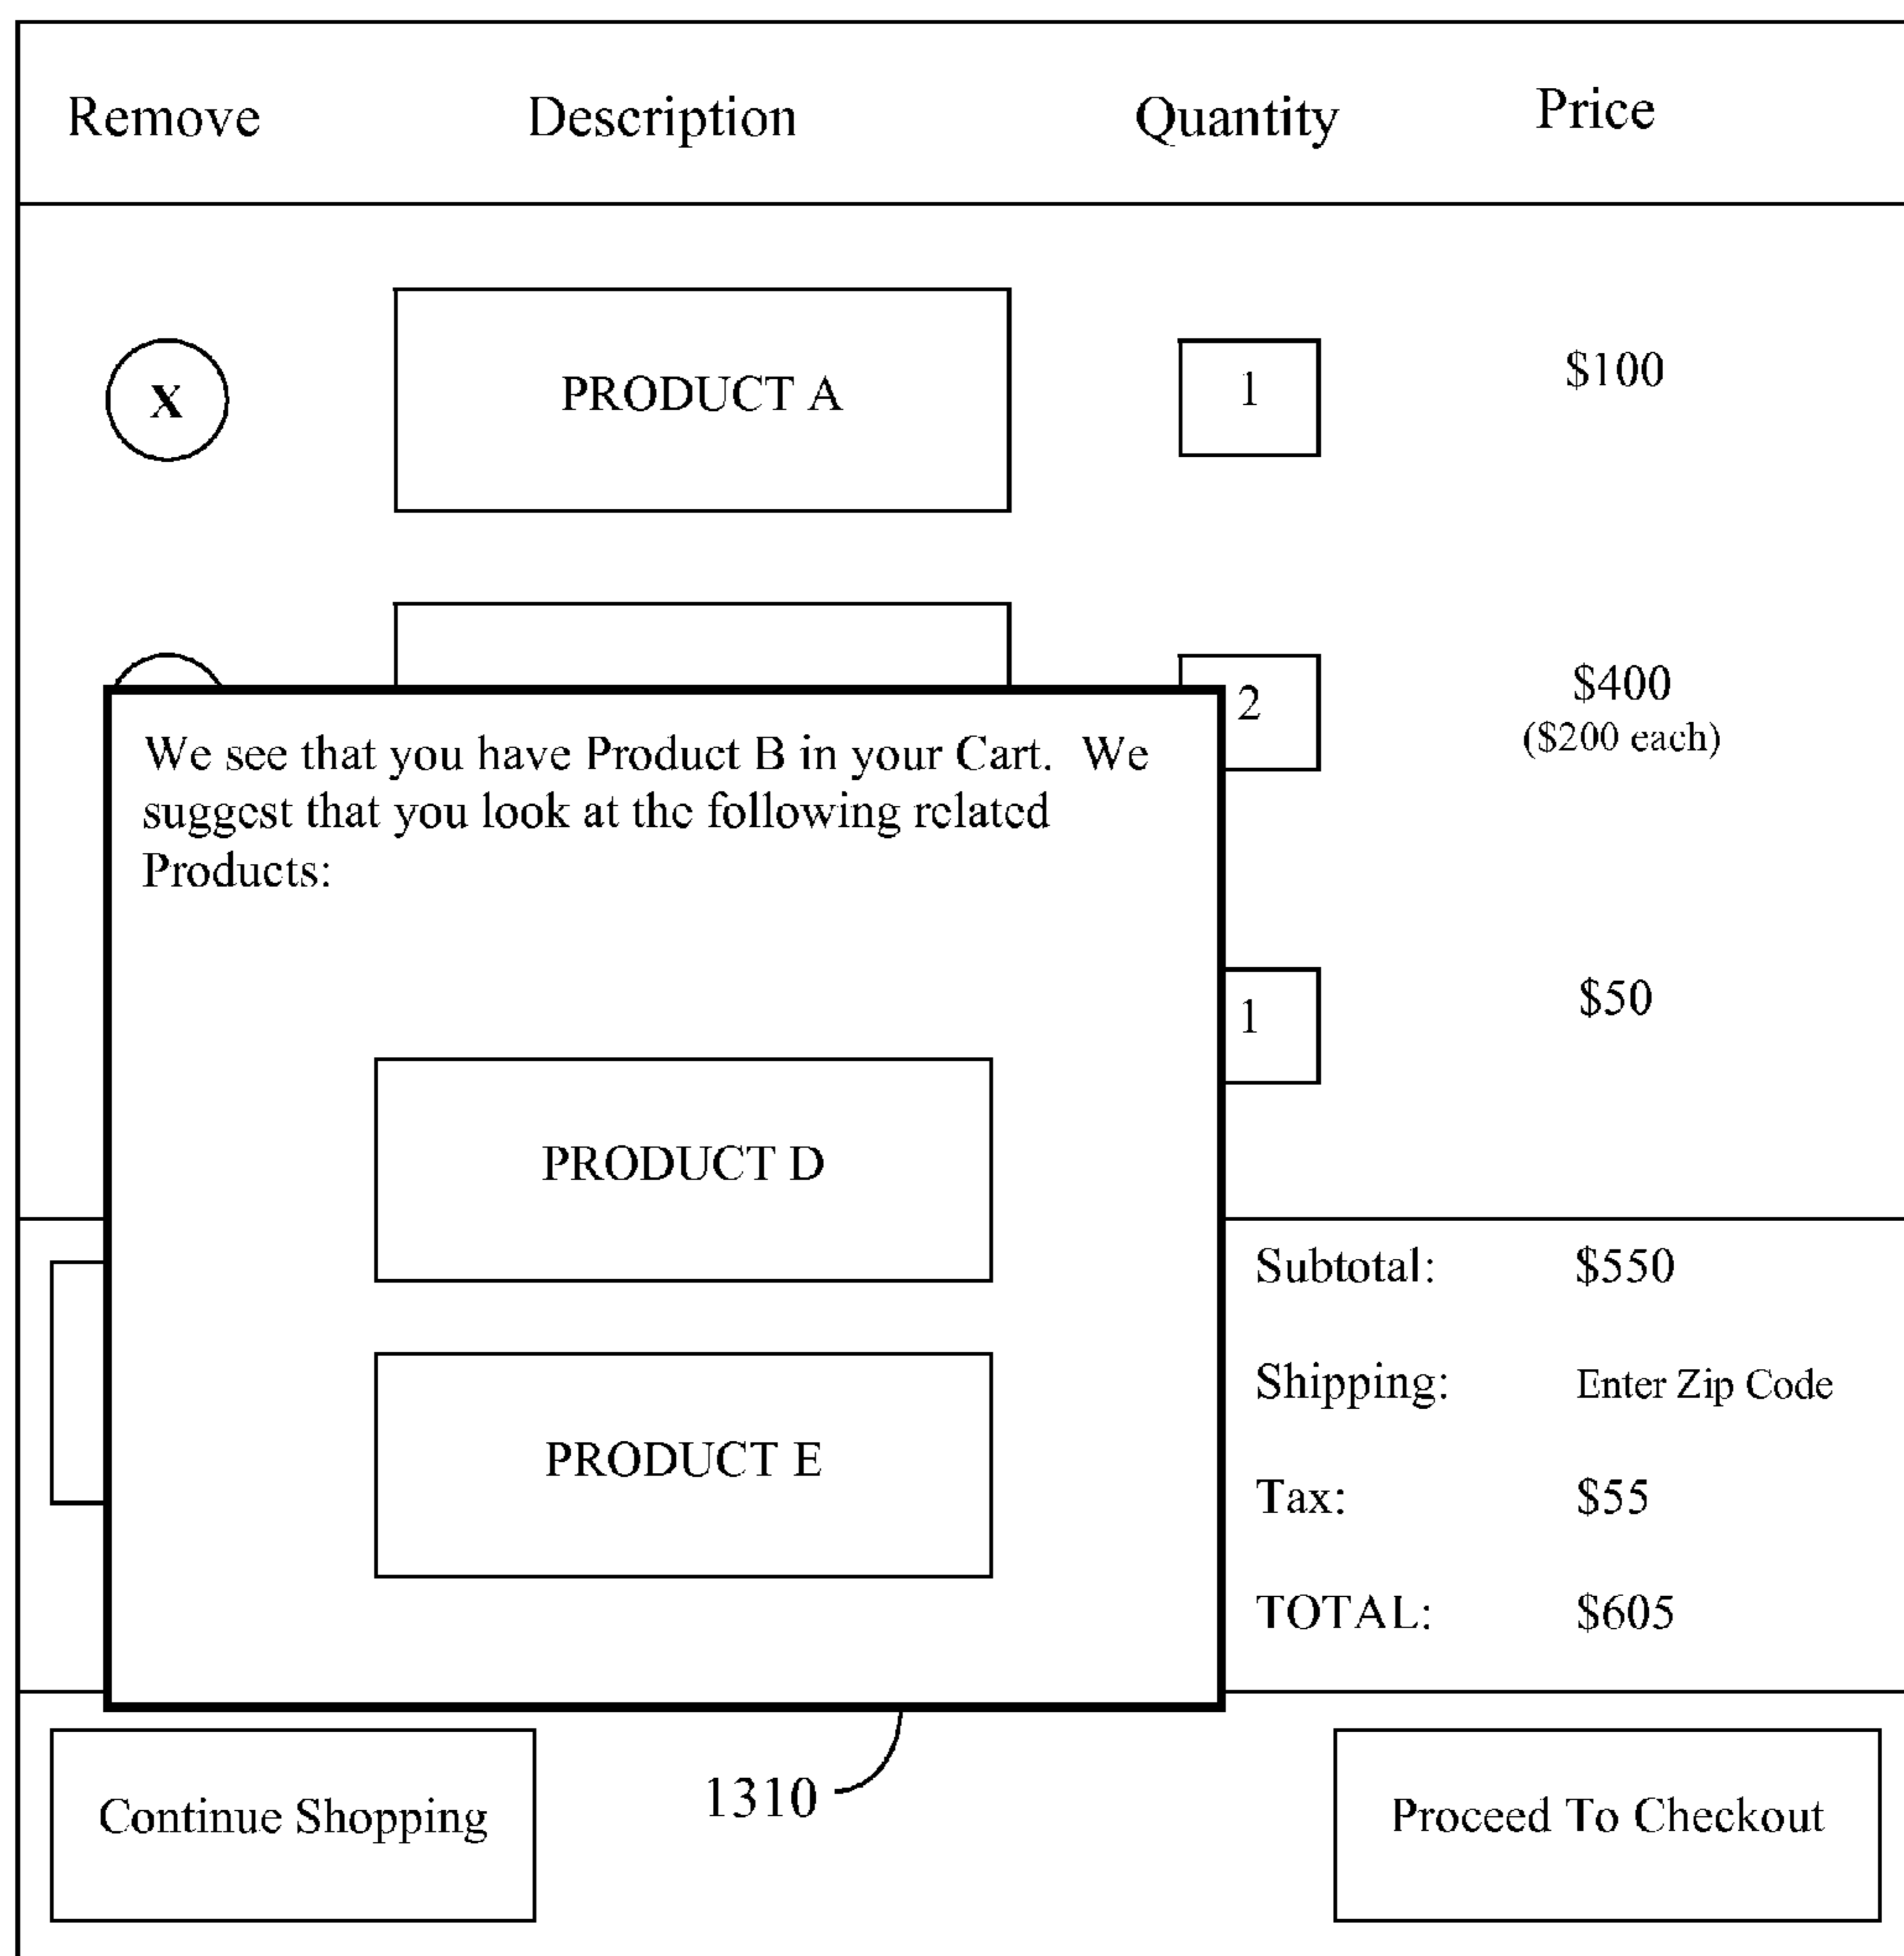 Remove Description Quantity Price
X PRODUCT A 1 $100
2 $400
($200 each)
We see that you have Product B in your Cart. We
suggest that you look at the following related
Products:
1 $50
PRODUCT D
Subtotal: $550
Shipping: Enter Zip Code
PRODUCT E
Tax: $55
TOTAL: $605
1310
Continue Shopping Proceed To Checkout